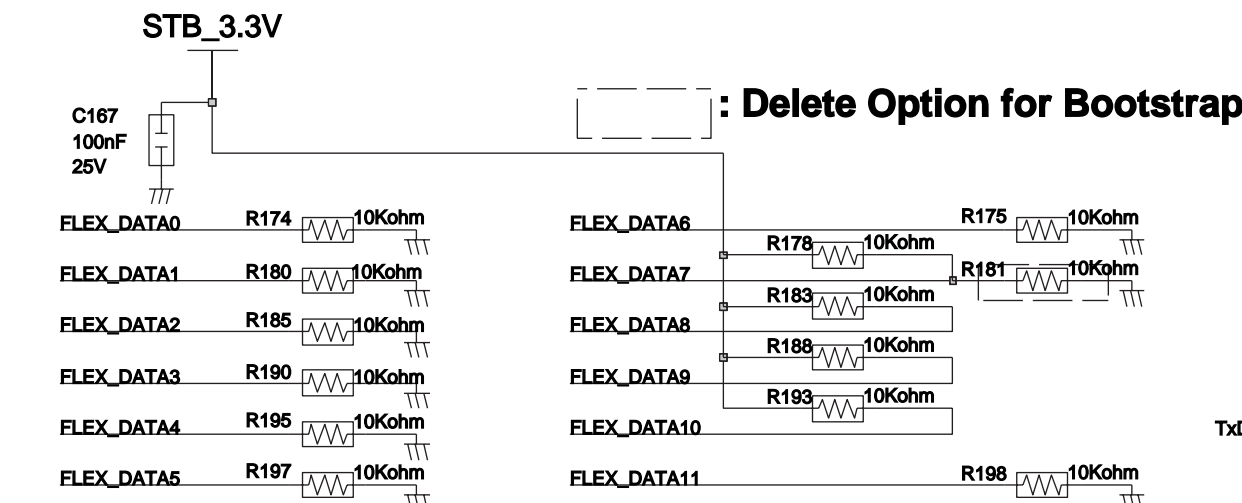 STB_3.3V
: Delete Option for Bootstrap
C167
100nF
25V
FLEX_DATA0 R174 10Kohm
FLEX_DATA6 R175 10Kohm
R178 10Kohm
FLEX_DATA1 R180 10Kohm
FLEX_DATA7 R181 10Kohm
R183 10Kohm
FLEX_DATA2 R185 10Kohm
FLEX_DATA8
R188 10Kohm
FLEX_DATA3 R190 10Kohm
FLEX_DATA9
R193 10Kohm
FLEX_DATA4 R195 10Kohm
FLEX_DATA10
TxD
FLEX_DATA5 R197 10Kohm
FLEX_DATA11 R198 10Kohm